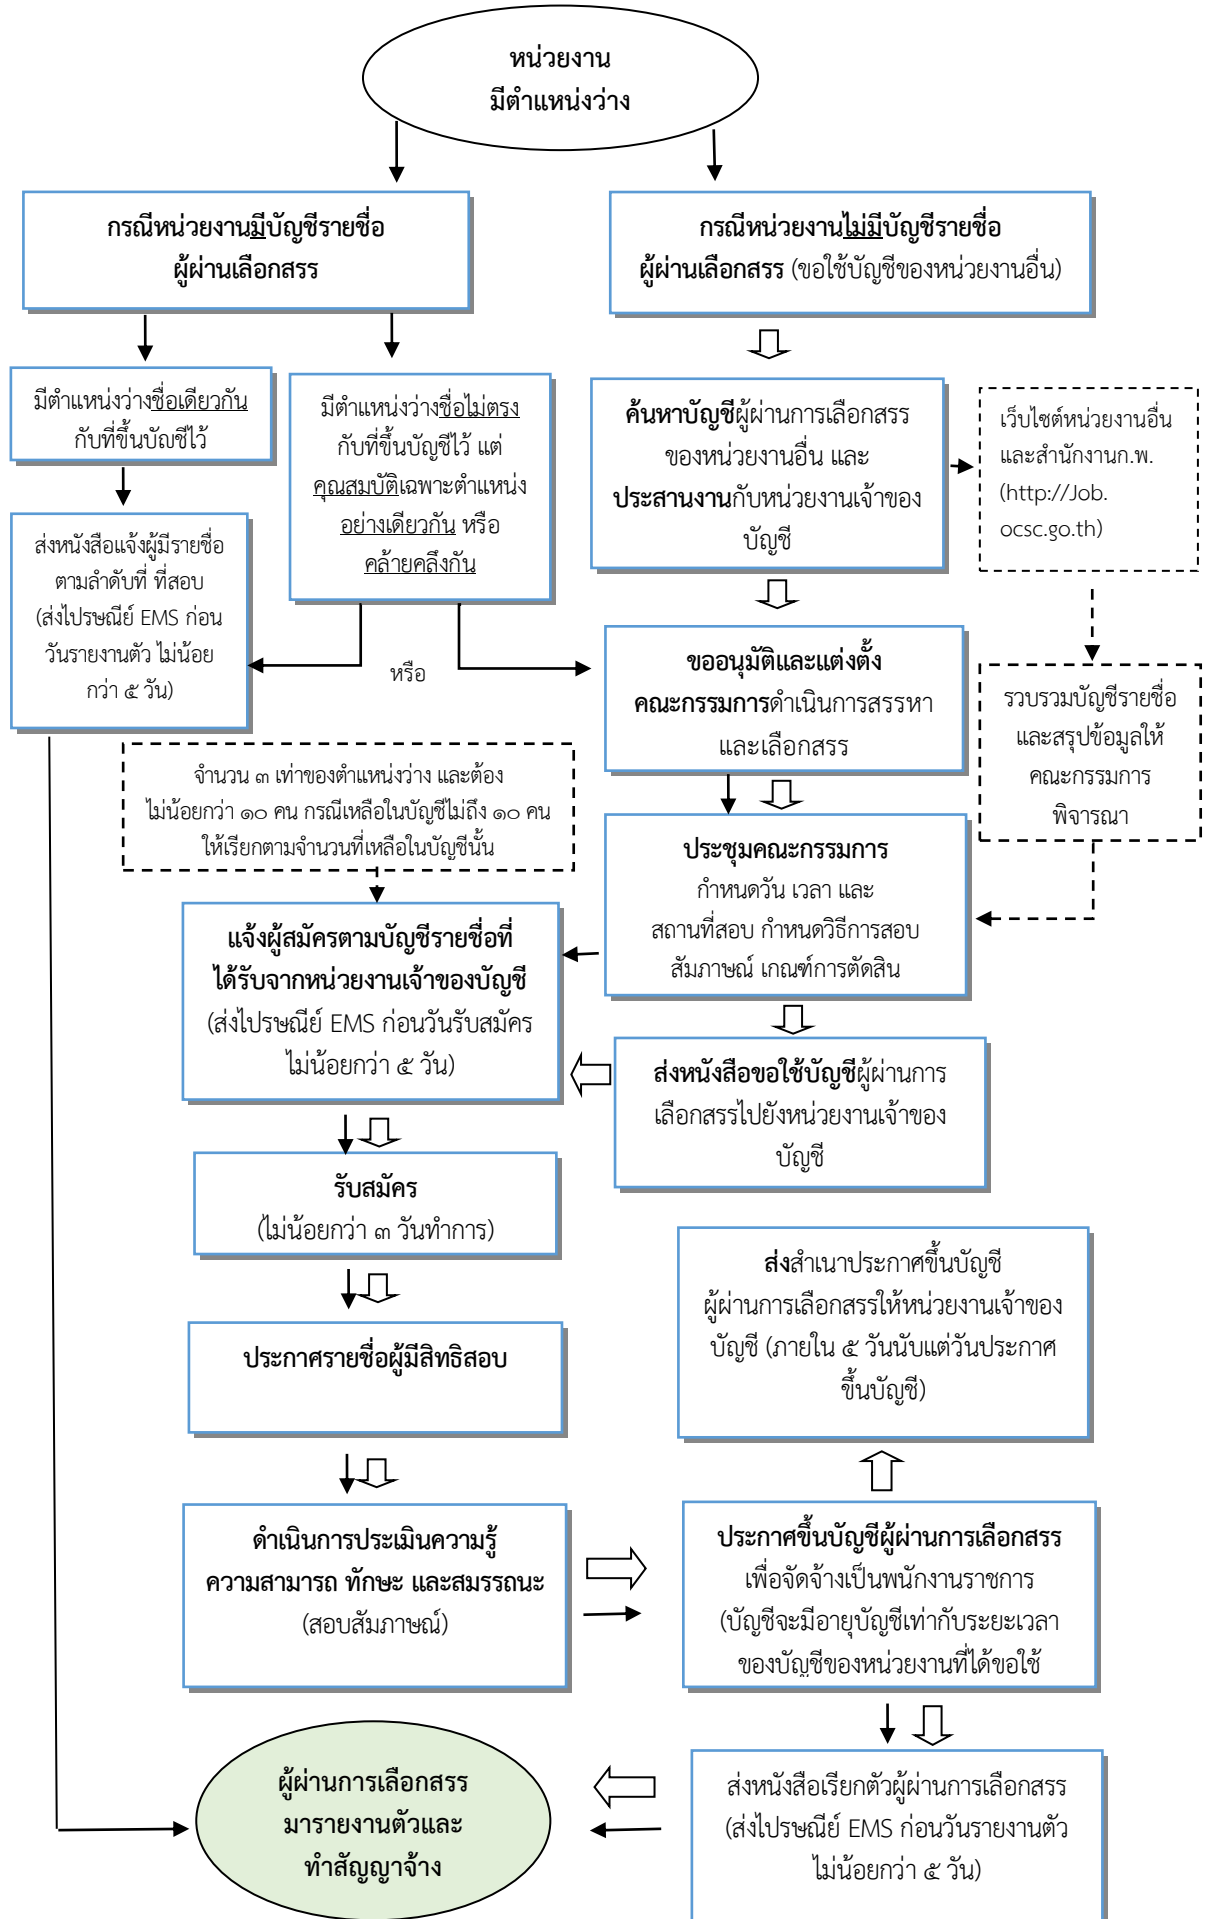 หน่วยงาน
มีตำแหน่งว่าง
กรณีหน่วยงานมีบัญชีรายชื่อ
ผู้ผ่านเลือกสรร
กรณีหน่วยงานไม่มีบัญชีรายชื่อ
ผู้ผ่านเลือกสรร (ขอใช้บัญชีของหน่วยงานอื่น)
มีตำแหน่งว่างชื่อเดียวกัน
กับที่ขึ้นบัญชีไว้
มีตำแหน่งว่างชื่อไม่ตรง
กับที่ขึ้นบัญชีไว้ แต่
คุณสมบัติเฉพาะตำแหน่ง
อย่างเดียวกัน หรือ
คล้ายคลึงกัน
ค้นหาบัญชีผู้ผ่านการเลือกสรร
ของหน่วยงานอื่น และ
ประสานงานกับหน่วยงานเจ้าของ
บัญชี
เว็บไซต์หน่วยงานอื่น
และสำนักงานก.พ.
(http://Job.
ocsc.go.th)
ส่งหนังสือแจ้งผู้มีรายชื่อ
ตามลำดับที่ ที่สอบ
(ส่งไปรษณีย์ EMS ก่อน
วันรายงานตัว ไม่น้อย
กว่า ๕ วัน)
หรือ
ขออนุมัติและแต่งตั้ง
คณะกรรมการดำเนินการสรรหา
และเลือกสรร
รวบรวมบัญชีรายชื่อ
และสรุปข้อมูลให้
คณะกรรมการ
พิจารณา
จำนวน ๓ เท่าของตำแหน่งว่าง และต้อง
ไม่น้อยกว่า ๑๐ คน กรณีเหลือในบัญชีไม่ถึง ๑๐ คน
ให้เรียกตามจำนวนที่เหลือในบัญชีนั้น
ประชุมคณะกรรมการ
กำหนดวัน เวลา และ
สถานที่สอบ กำหนดวิธีการสอบ
สัมภาษณ์ เกณฑ์การตัดสิน
แจ้งผู้สมัครตามบัญชีรายชื่อที่
ได้รับจากหน่วยงานเจ้าของบัญชี
(ส่งไปรษณีย์ EMS ก่อนวันรับสมัคร
ไม่น้อยกว่า ๕ วัน)
ส่งหนังสือขอใช้บัญชีผู้ผ่านการ
เลือกสรรไปยังหน่วยงานเจ้าของ
บัญชี
รับสมัคร
(ไม่น้อยกว่า ๓ วันทำการ)
ส่งสำเนาประกาศขึ้นบัญชี
ผู้ผ่านการเลือกสรรให้หน่วยงานเจ้าของ
บัญชี (ภายใน ๕ วันนับแต่วันประกาศ
ขึ้นบัญชี)
ประกาศรายชื่อผู้มีสิทธิสอบ
ดำเนินการประเมินความรู้
ความสามารถ ทักษะ และสมรรถนะ
(สอบสัมภาษณ์)
ประกาศขึ้นบัญชีผู้ผ่านการเลือกสรร
เพื่อจัดจ้างเป็นพนักงานราชการ
(บัญชีจะมีอายุบัญชีเท่ากับระยะเวลา
ของบัญชีของหน่วยงานที่ได้ขอใช้
ผู้ผ่านการเลือกสรร
มารายงานตัวและ
ทำสัญญาจ้าง
ส่งหนังสือเรียกตัวผู้ผ่านการเลือกสรร
(ส่งไปรษณีย์ EMS ก่อนวันรายงานตัว
ไม่น้อยกว่า ๕ วัน)